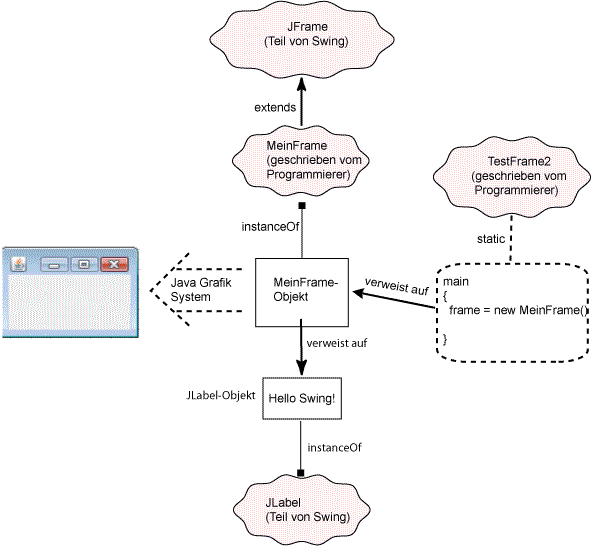 JFrame
(Teil von Swing)
extends
MeinFrame
(geschrieben vom
Programmierer)
TestFrame2
(geschrieben vom
Programmierer)
instanceOf
static
Java Grafik
System
MeinFrame-
Objekt
verweist auf
main
{
frame = new MeinFrame()
}
verweist auf
JLabel-Objekt
Hello Swing!
instanceOf
JLabel
(Teil von Swing)